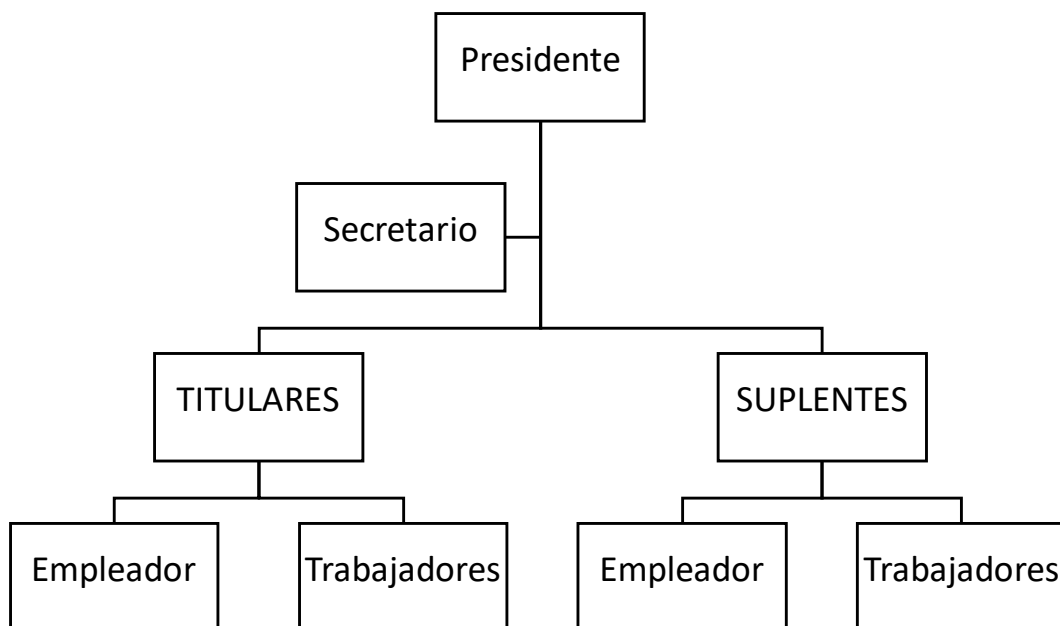 Presidente
Secretario
TITULARES
SUPLENTES
Empleador
Trabajadores
Empleador
Trabajadores